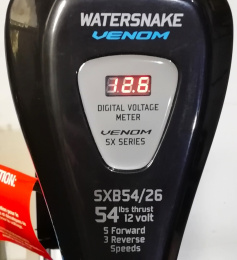 WATERSNAKE
VENOM
12.6
DIGITAL VOLTAGE
METER
VENOM
SX SERIES
SXB54/26
54 lbs thrust
12 volt
5 Forward
3 Reverse
Speeds